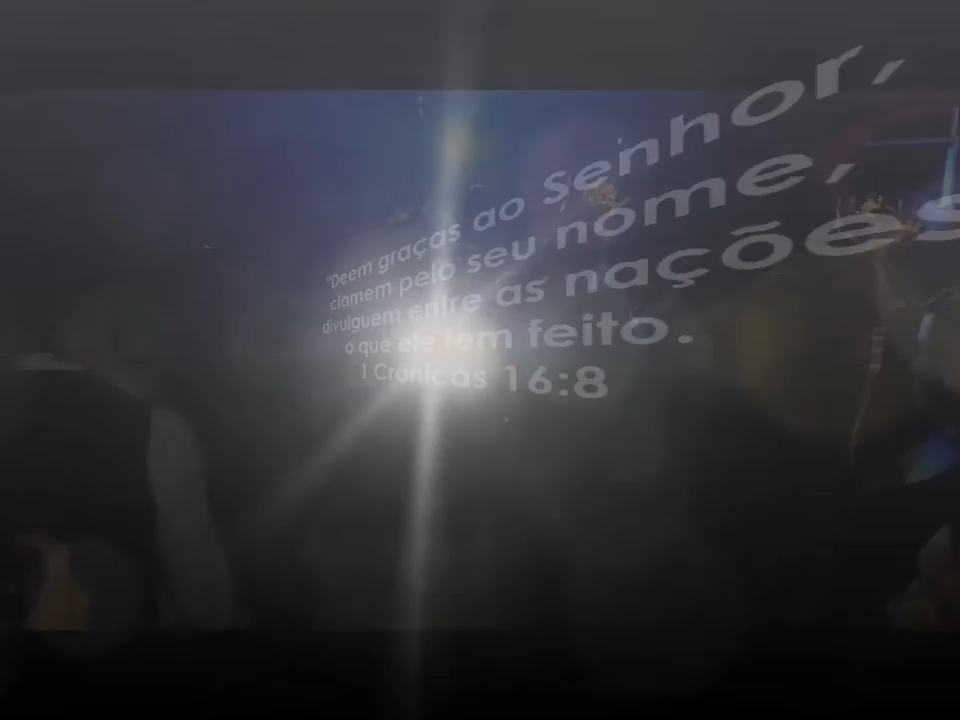 "Deem graças ao Senhor,
clamem pelo seu nome,
divulguem entre as nações
o que ele tem feito.
1 Crônicas 16:8